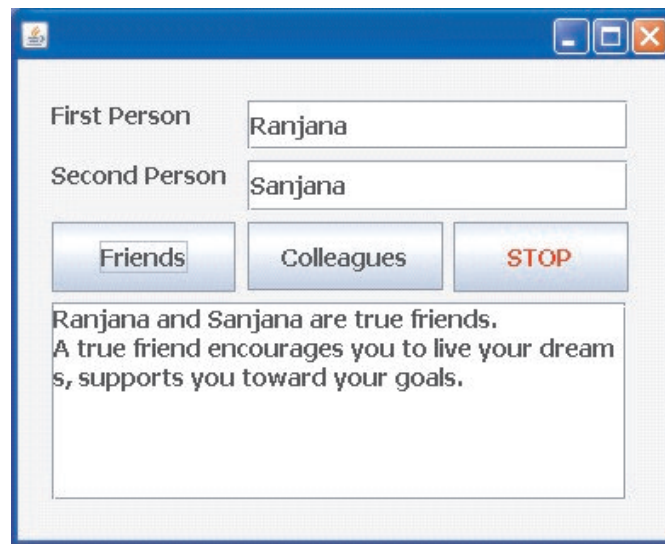 First Person
Ranjana
Second Person
Sanjana
Friends
Colleagues
STOP
Ranjana and Sanjana are true friends.
A true friend encourages you to live your dream
s, supports you toward your goals.